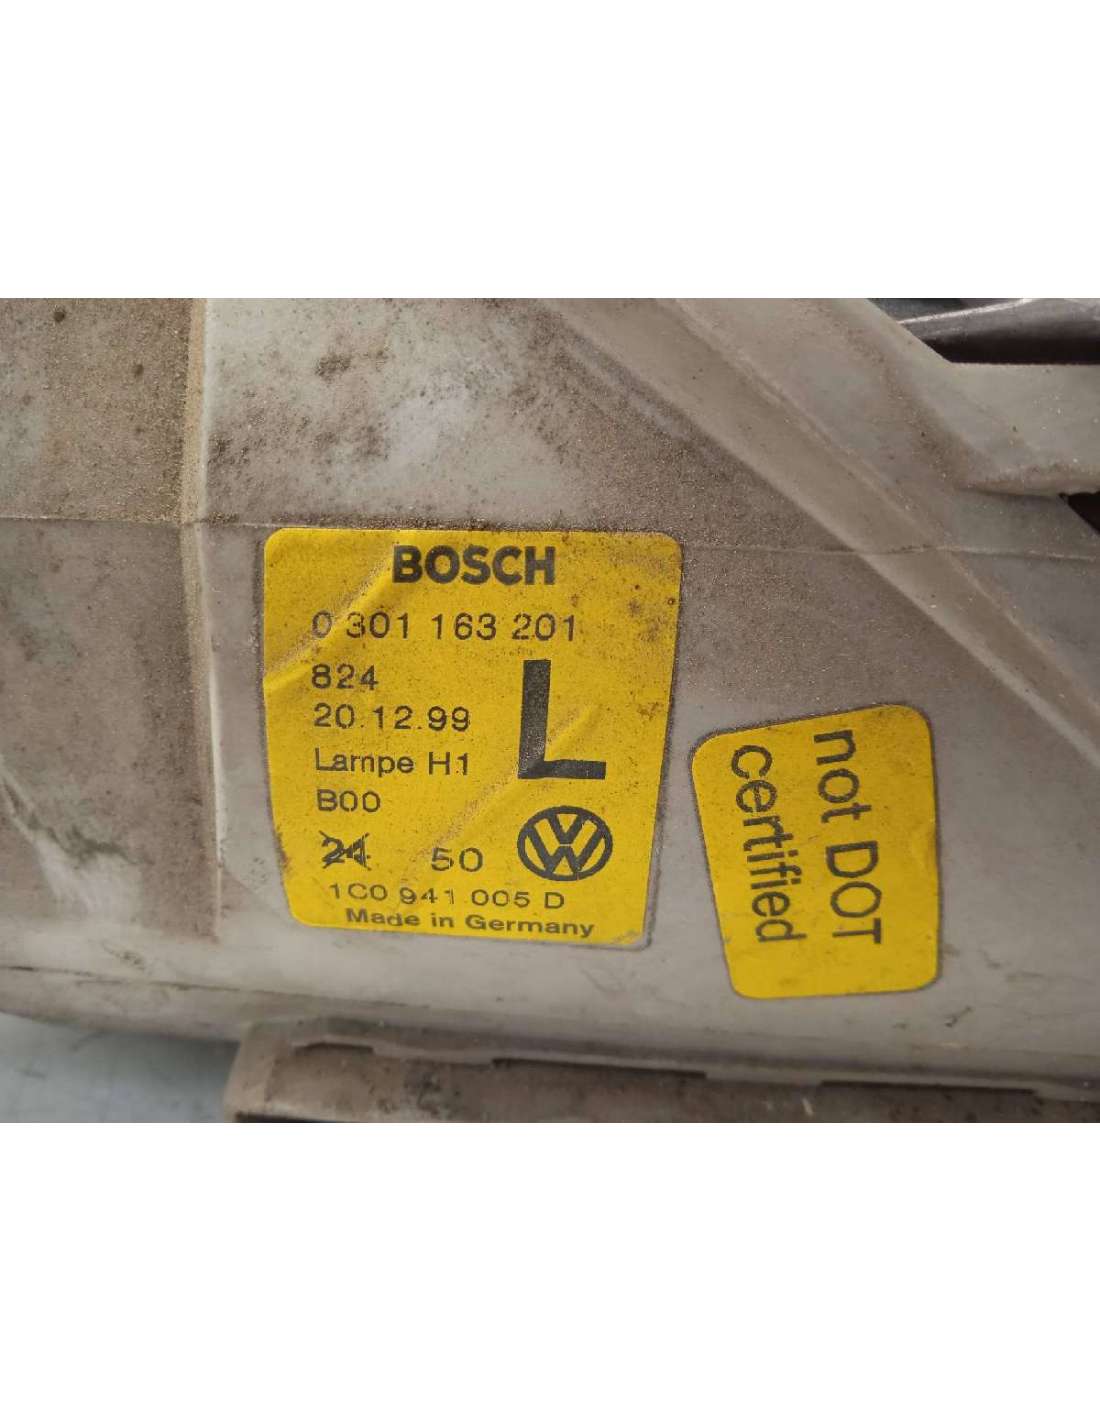 BOSCH
0 301 163 201
824
L
20.12.99
Lampe H1
B00
24 50
1C0 941 005 D
Made in Germany
not DOT
certified